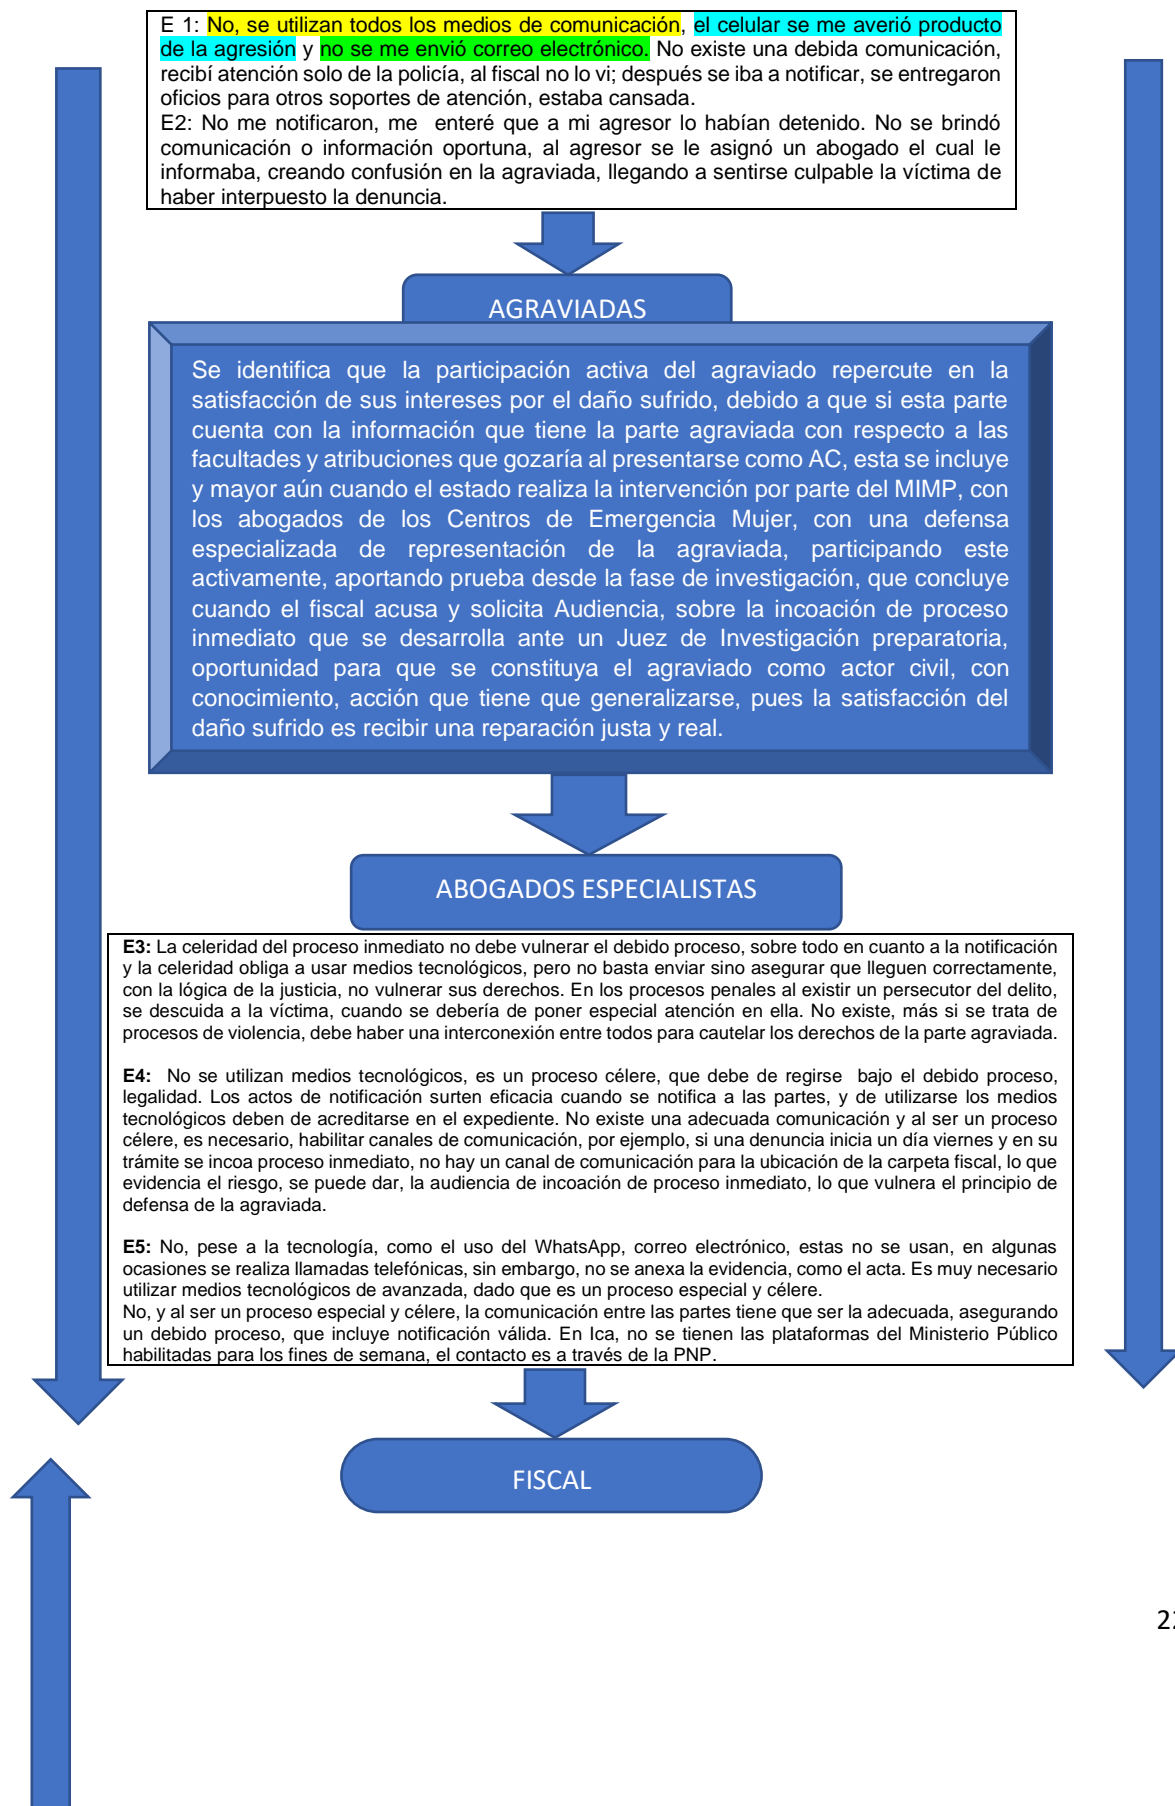 E 1: No, se utilizan todos los medios de comunicación, el celular se me averió producto
de la agresión y no se me envió correo electrónico. No existe una debida comunicación,
recibí atención solo de la policía, al fiscal no lo vi; después se iba a notificar, se entregaron
oficios para otros soportes de atención, estaba cansada.
E2: No me notificaron, me enteré que a mi agresor lo habían detenido. No se brindó
comunicación o información oportuna, al agresor se le asignó un abogado el cual le
informaba, creando confusión en la agraviada, llegando a sentirse culpable la víctima de
haber interpuesto la denuncia.
AGRAVIADAS
Se identifica que la participación activa del agraviado repercute en la
satisfacción de sus intereses por el daño sufrido, debido a que si esta parte
cuenta con la información que tiene la parte agraviada con respecto a las
facultades y atribuciones que gozaría al presentarse como AC, esta se incluye
y mayor aún cuando el estado realiza la intervención por parte del MIMP, con
los abogados de los Centros de Emergencia Mujer, con una defensa
especializada de representación de la agraviada, participando este
activamente, aportando prueba desde la fase de investigación, que concluye
cuando el fiscal acusa y solicita Audiencia, sobre la incoación de proceso
inmediato que se desarrolla ante un Juez de Investigación preparatoria,
oportunidad para que se constituya el agraviado como actor civil, con
conocimiento, acción que tiene que generalizarse, pues la satisfacción del
daño sufrido es recibir una reparación justa y real.
ABOGADOS ESPECIALISTAS
E3: La celeridad del proceso inmediato no debe vulnerar el debido proceso, sobre todo en cuanto a la notificación
y la celeridad obliga a usar medios tecnológicos, pero no basta enviar sino asegurar que lleguen correctamente,
con la lógica de la justicia, no vulnerar sus derechos. En los procesos penales al existir un persecutor del delito,
se descuida a la víctima, cuando se debería de poner especial atención en ella. No existe, más si se trata de
procesos de violencia, debe haber una interconexión entre todos para cautelar los derechos de la parte agraviada.
E4: No se utilizan medios tecnológicos, es un proceso célere, que debe de regirse bajo el debido proceso,
legalidad. Los actos de notificación surten eficacia cuando se notifica a las partes, y de utilizarse los medios
tecnológicos deben de acreditarse en el expediente. No existe una adecuada comunicación y al ser un proceso
célere, es necesario, habilitar canales de comunicación, por ejemplo, si una denuncia inicia un día viernes y en su
trámite se incoa proceso inmediato, no hay un canal de comunicación para la ubicación de la carpeta fiscal, lo que
evidencia el riesgo, se puede dar, la audiencia de incoación de proceso inmediato, lo que vulnera el principio de
defensa de la agraviada.
E5: No, pese a la tecnología, como el uso del WhatsApp, correo electrónico, estas no se usan, en algunas
ocasiones se realiza llamadas telefónicas, sin embargo, no se anexa la evidencia, como el acta. Es muy necesario
utilizar medios tecnológicos de avanzada, dado que es un proceso especial y célere.
No, y al ser un proceso especial y célere, la comunicación entre las partes tiene que ser la adecuada, asegurando
un debido proceso, que incluye notificación válida. En Ica, no se tienen las plataformas del Ministerio Público
habilitadas para los fines de semana, el contacto es a través de la PNP.
FISCAL